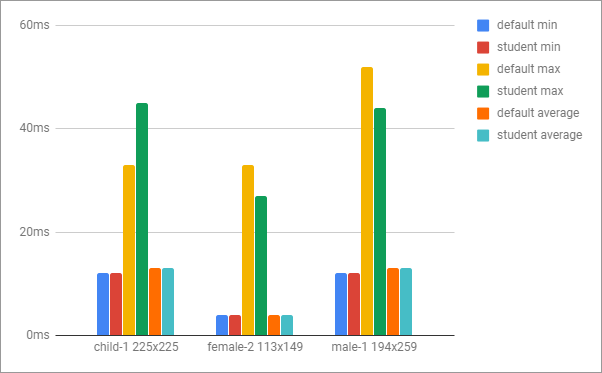 60ms
40ms
20ms
0ms
child-1 225x225
female-2 113x149
male-1 194x259
default min
student min
default max
student max
default average
student average